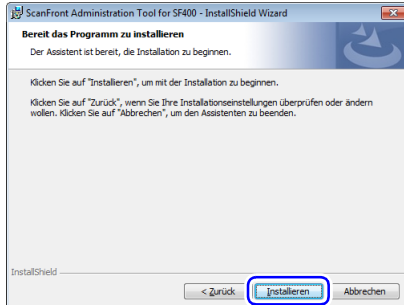 ScanFront Administration Tool for SF400 - InstallShield Wizard
Bereit das Programm zu installieren
Der Assistent ist bereit, die Installation zu beginnen.
Klicken Sie auf "Installieren", um mit der Installation zu beginnen.
Klicken Sie auf "Zurück", wenn Sie Ihre Installationseinstellungen überprüfen oder ändern
wollen. Klicken Sie auf "Abbrechen", um den Assistenten zu beenden.
InstallShield
< Zurück Installieren Abbrechen